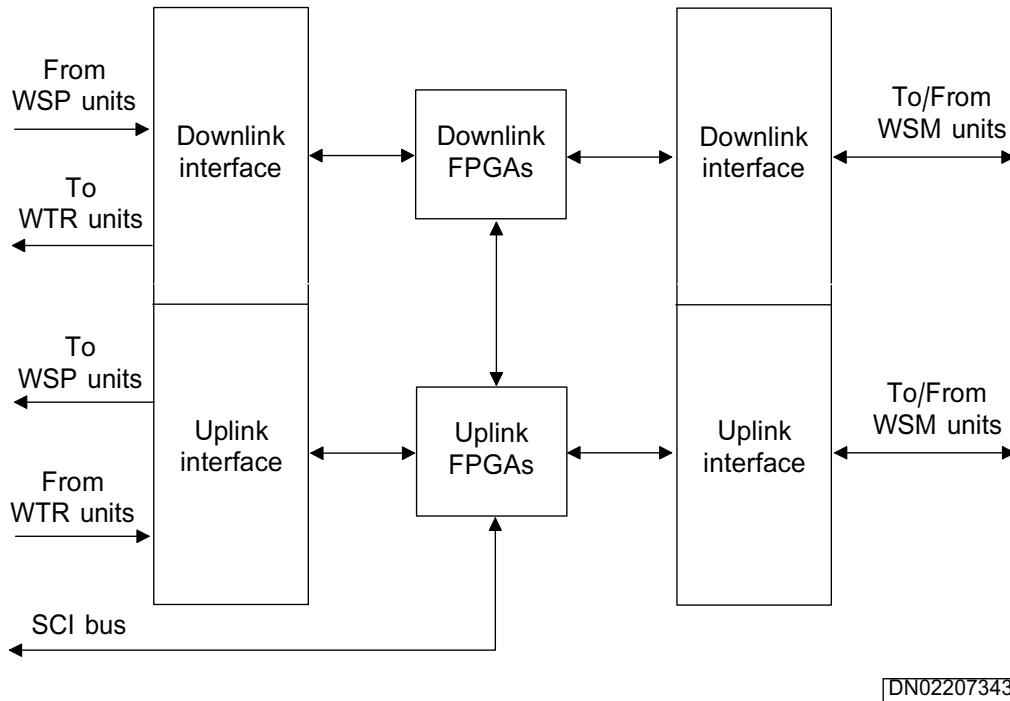 From
WSP units
Downlink
interface
Downlink
FPGAs
Downlink
interface
To/From
WSM units
To
WTR units
To
WSP units
Uplink
interface
Uplink
FPGAs
Uplink
interface
To/From
WSM units
From
WTR units
SCI bus
DN02207343